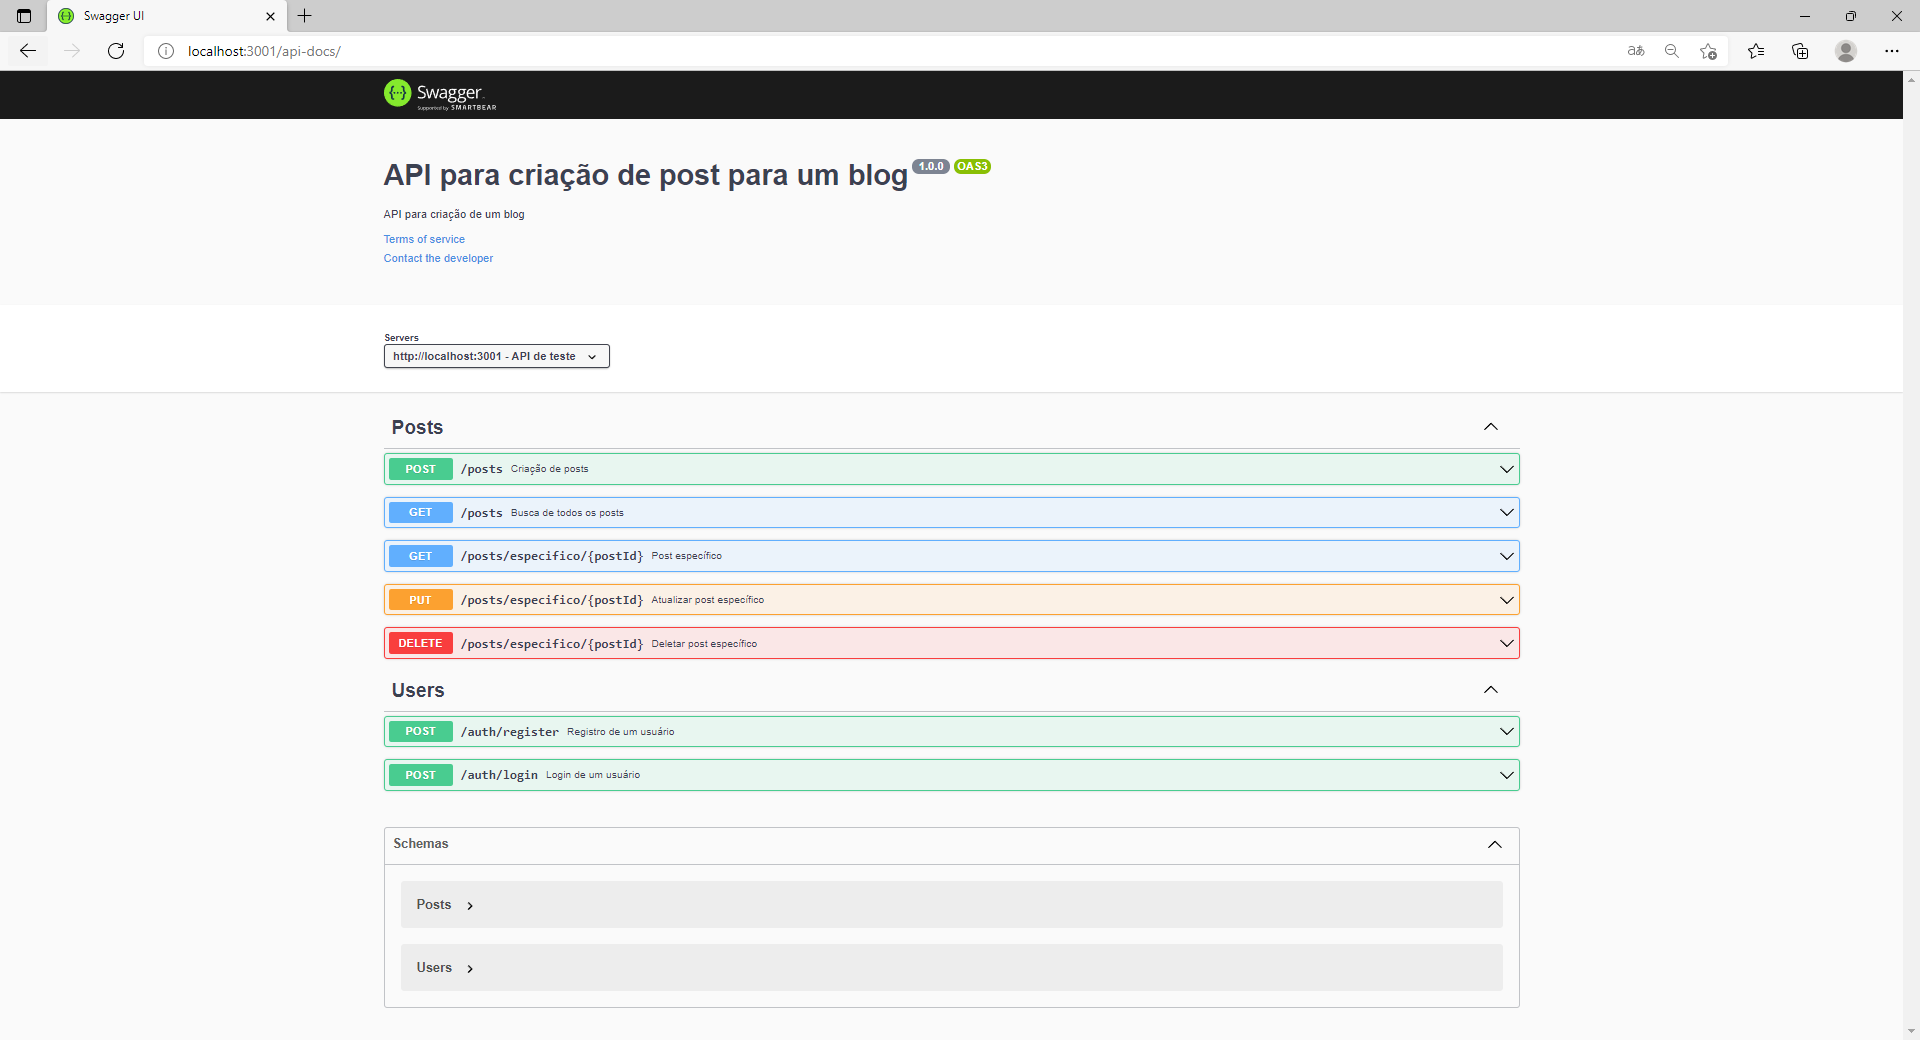 Swagger UI
localhost:3001/api-docs/
Swagger
Supported by SMARTBEAR
API para criação de post para um blog 1.0.0 OAS3
API para criação de um blog
Terms of service
Contact the developer
Servers
http://localhost:3001 - API de teste
Posts
POST /posts Criação de posts
GET /posts Busca de todos os posts
GET /posts/especifico/{postId} Post específico
PUT /posts/especifico/{postId} Atualizar post específico
DELETE /posts/especifico/{postId} Deletar post específico
Users
POST /auth/register Registro de um usuário
POST /auth/login Login de um usuário
Schemas
Posts
Users